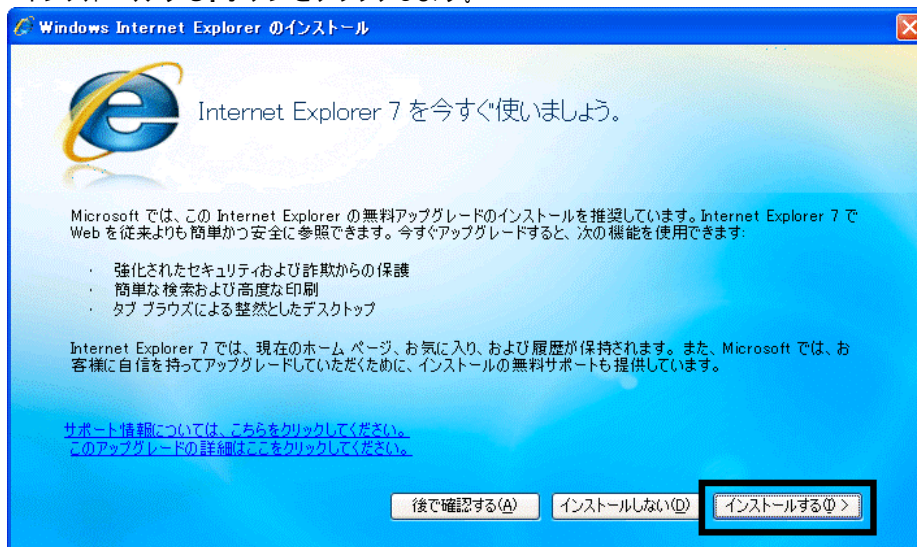 Windows Internet Explorer のインストール
Internet Explorer 7 を今すぐ使いましょう。
Microsoft では、この Internet Explorer の無料アップグレードのインストールを推奨しています。Internet Explorer 7 で
Web を従来よりも簡単かつ安全に参照できます。今すぐアップグレードすると、次の機能を使用できます:
・ 強化されたセキュリティおよび詐欺からの保護
・ 簡単な検索および高度な印刷
・ タブ ブラウズによる整然としたデスクトップ
Internet Explorer 7 では、現在のホーム ページ、お気に入り、および履歴が保持されます。また、Microsoft では、お
客様に自信を持ってアップグレードしていただくために、インストールの無料サポートも提供しています。
サポート情報については、こちらをクリックしてください。
このアップグレードの詳細はここをクリックしてください。
後で確認する(A) インストールしない(D) インストールする(I) >